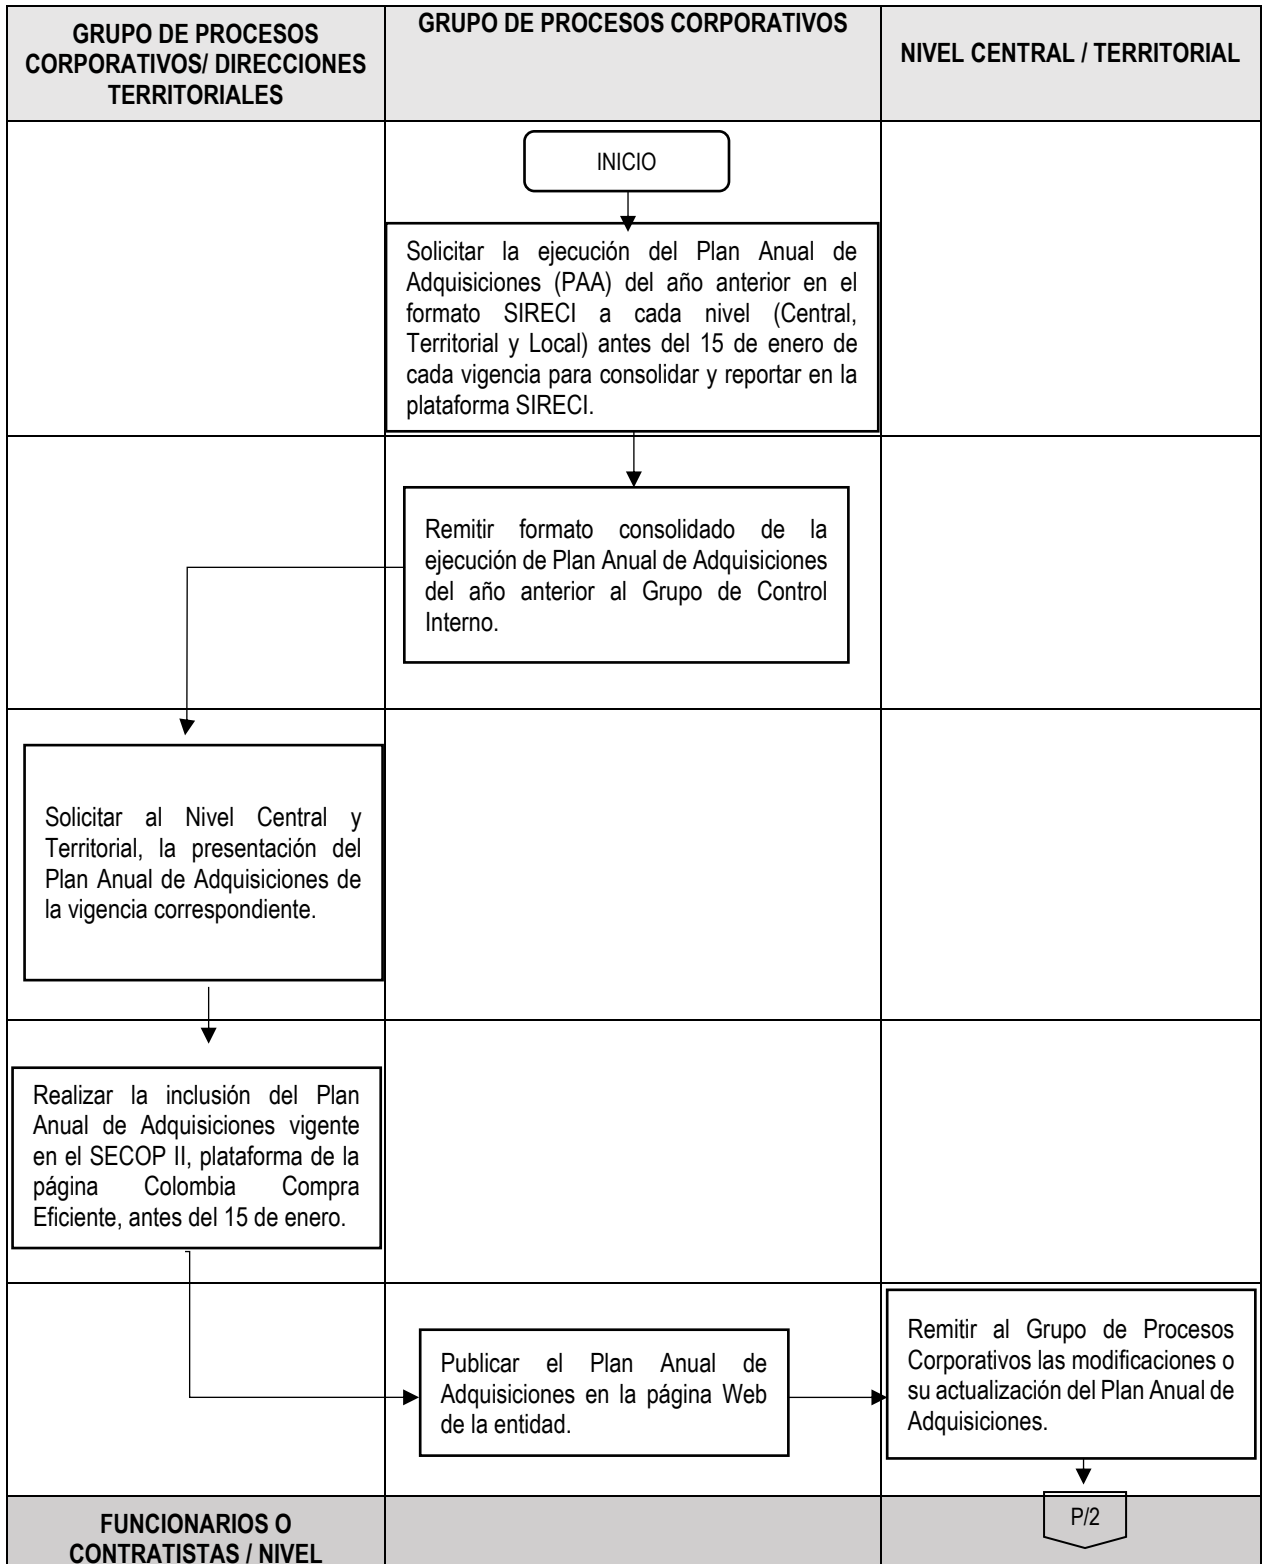 GRUPO DE PROCESOS
CORPORATIVOS/ DIRECCIONES
TERRITORIALES
GRUPO DE PROCESOS CORPORATIVOS
NIVEL CENTRAL / TERRITORIAL
INICIO
Solicitar la ejecución del Plan Anual de
Adquisiciones (PAA) del año anterior en el
formato SIRECI a cada nivel (Central,
Territorial y Local) antes del 15 de enero de
cada vigencia para consolidar y reportar en la
plataforma SIRECI.
Remitir formato consolidado de la
ejecución de Plan Anual de Adquisiciones
del año anterior al Grupo de Control
Interno.
Solicitar al Nivel Central y
Territorial, la presentación del
Plan Anual de Adquisiciones de
la vigencia correspondiente.
Realizar la inclusión del Plan
Anual de Adquisiciones vigente
en el SECOP II, plataforma de la
página Colombia Compra
Eficiente, antes del 15 de enero.
Publicar el Plan Anual de
Adquisiciones en la página Web
de la entidad.
Remitir al Grupo de Procesos
Corporativos las modificaciones o
su actualización del Plan Anual de
Adquisiciones.
P/2
FUNCIONARIOS O
CONTRATISTAS / NIVEL